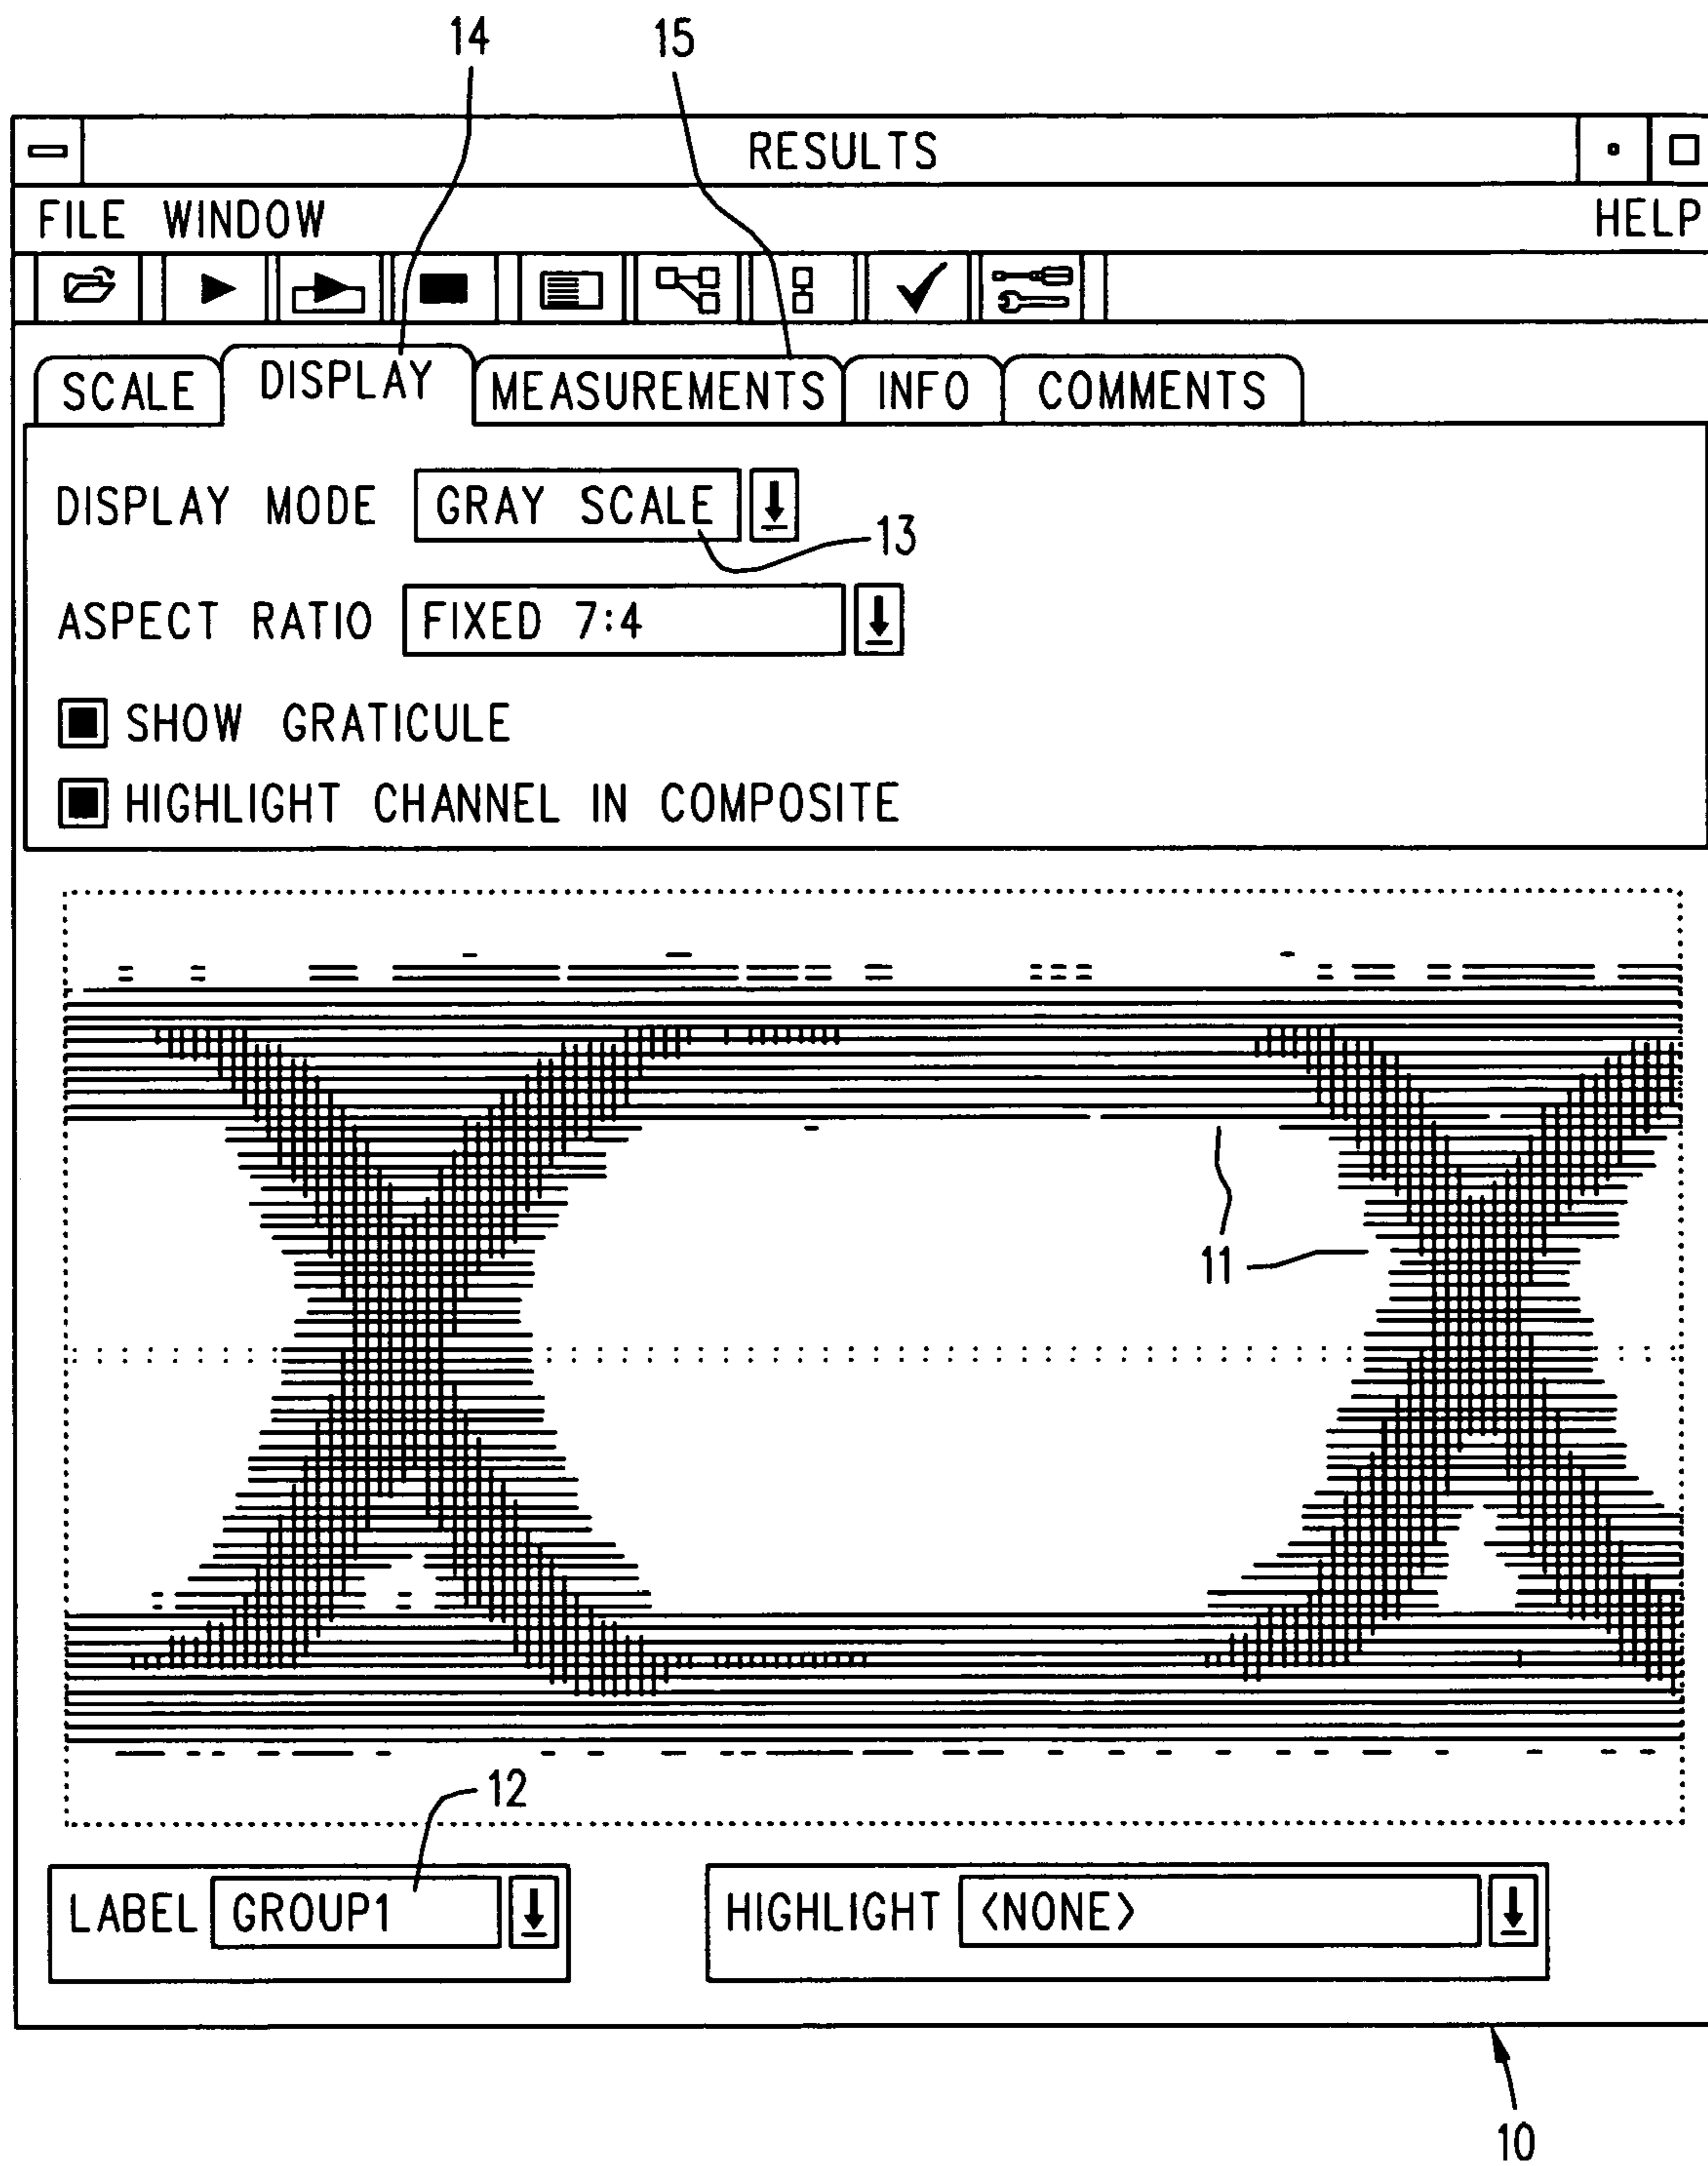 14 15
RESULTS
FILE WINDOW HELP
SCALE DISPLAY MEASUREMENTS INFO COMMENTS
DISPLAY MODE GRAY SCALE
13
ASPECT RATIO FIXED 7:4
SHOW GRATICULE
HIGHLIGHT CHANNEL IN COMPOSITE
11
12
LABEL GROUP1 HIGHLIGHT <NONE>
10